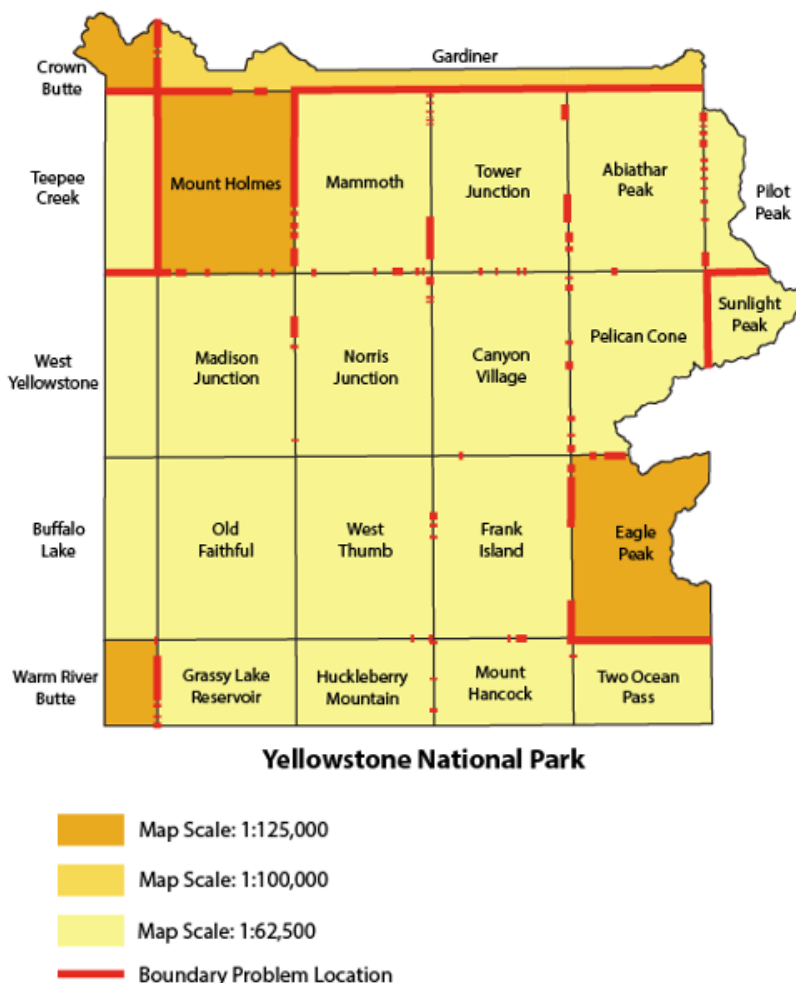 Gardiner
Crown
Butte
Teepee
Creek
Mount Holmes
Mammoth
Tower
Junction
Abiathar
Peak
Pilot
Peak
West
Yellowstone
Madison
Junction
Norris
Junction
Canyon
Village
Pelican Cone
Sunlight
Peak
Buffalo
Lake
Old
Faithful
West
Thumb
Frank
Island
Eagle
Peak
Warm River
Butte
Grassy Lake
Reservoir
Huckleberry
Mountain
Mount
Hancock
Two Ocean
Pass
Yellowstone National Park
Map Scale: 1:125,000
Map Scale: 1:100,000
Map Scale: 1:62,500
Boundary Problem Location